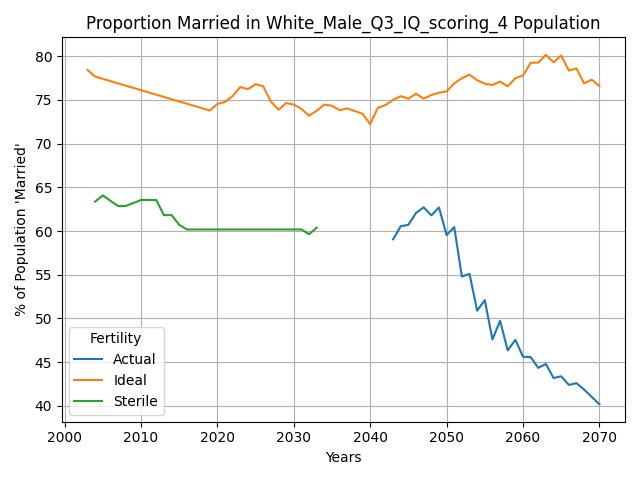 Proportion Married in White_Male_Q3_IQ_scoring_4 Population
% of Population 'Married'
80
75
70
65
60
55
50
45
40
Fertility
Actual
Ideal
Sterile
2000 2010 2020 2030 2040 2050 2060 2070
Years